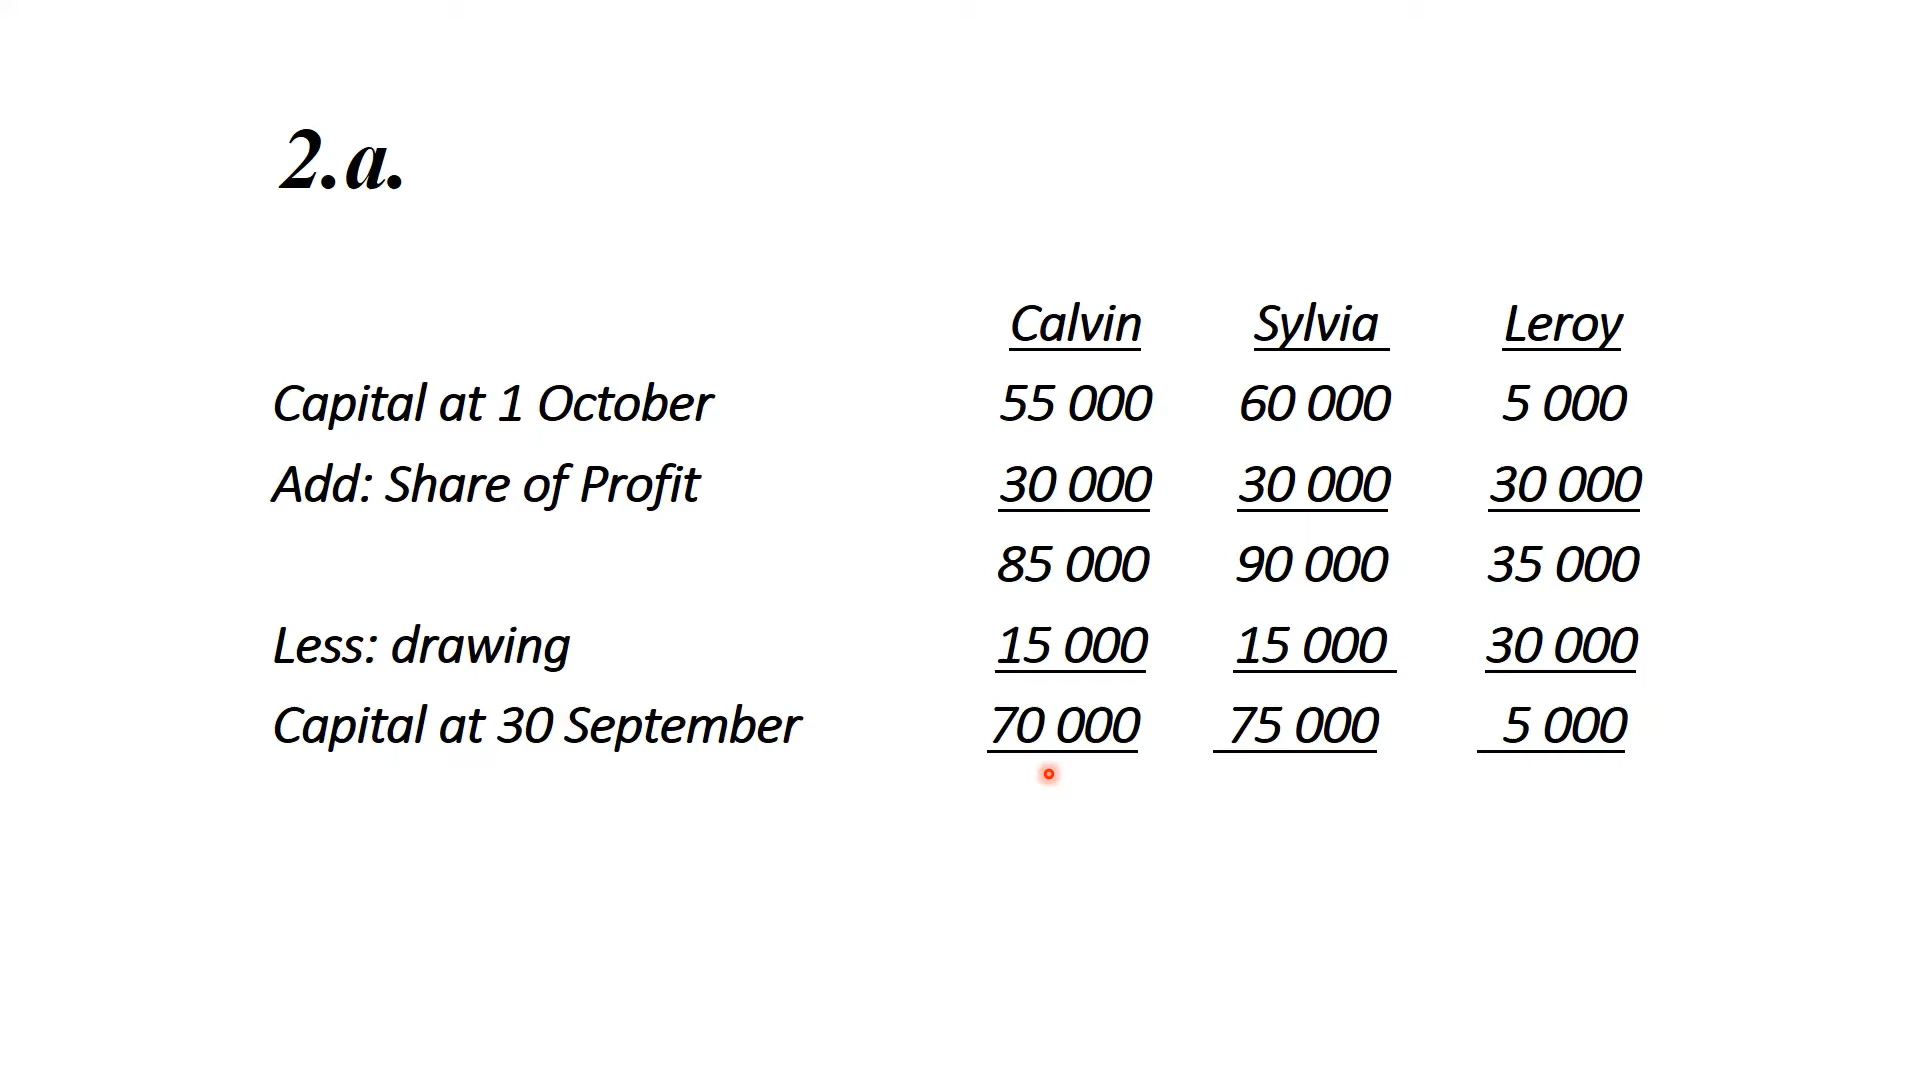 2.a.
Calvin Sylvia Leroy
Capital at 1 October 55 000 60 000 5 000
Add: Share of Profit 30 000 30 000 30 000
85 000 90 000 35 000
Less: drawing 15 000 15 000 30 000
Capital at 30 September 70 000 75 000 5 000